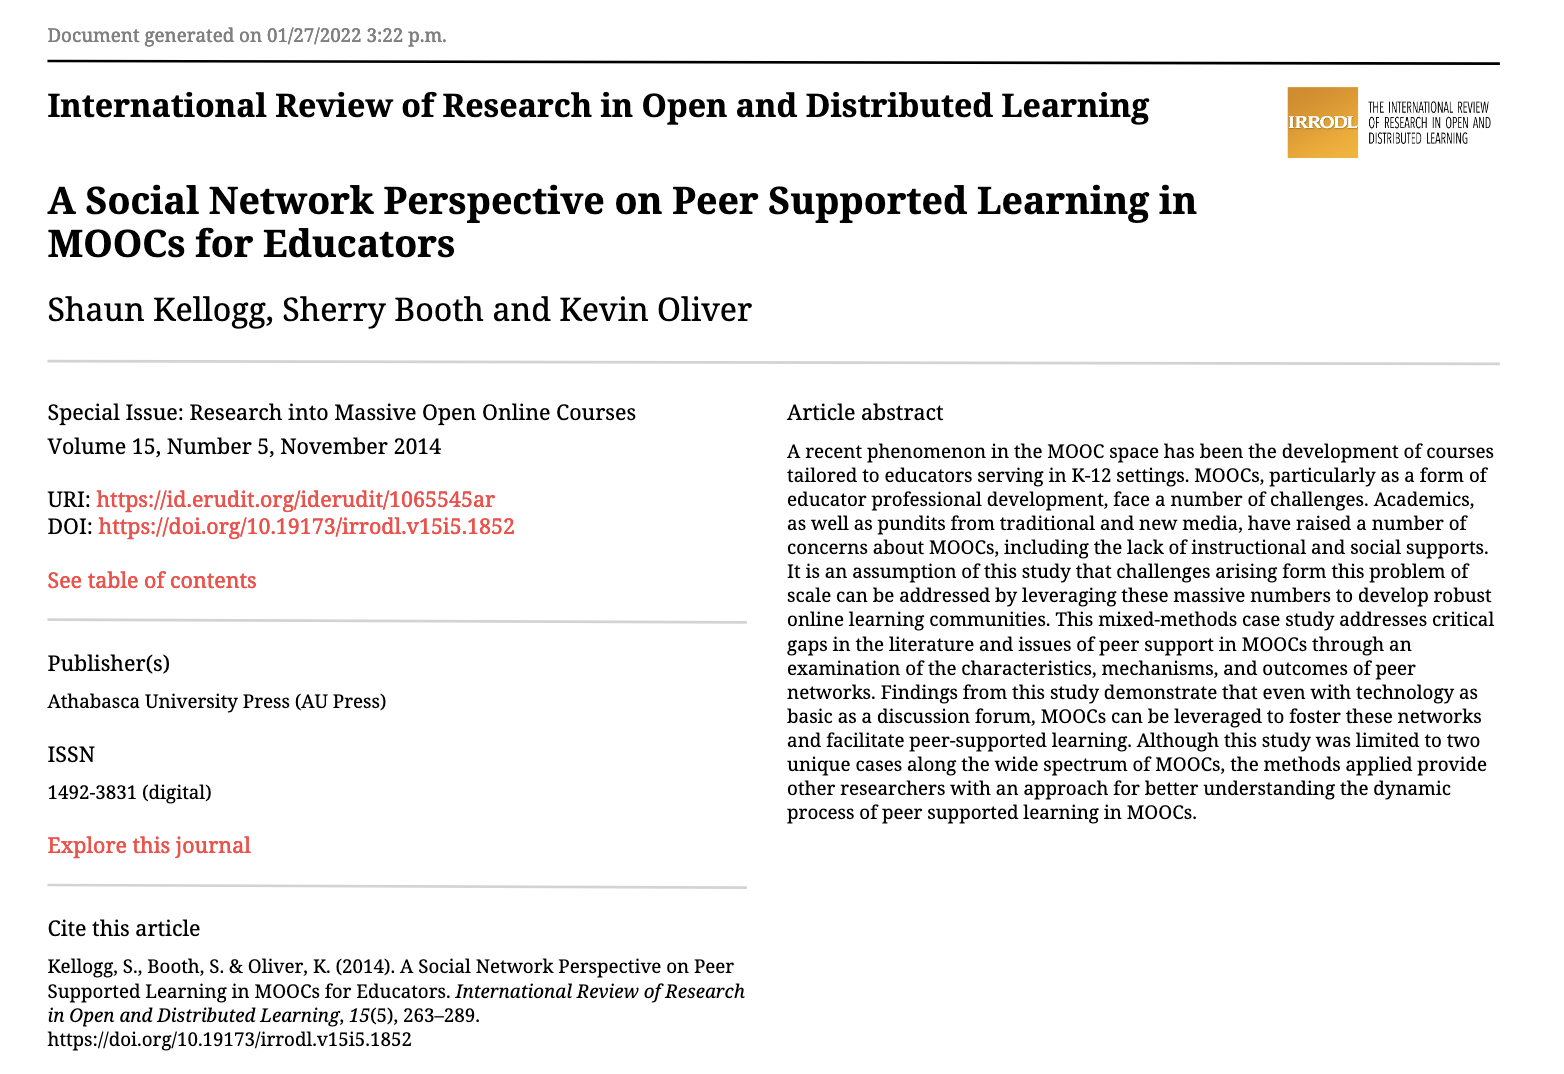 Document generated on 01/27/2022 3:22 p.m.
International Review of Research in Open and Distributed Learning
IRRODL
THE INTERNATIONAL REVIEW
OF RESEARCH IN OPEN AND
DISTRIBUTED LEARNING
A Social Network Perspective on Peer Supported Learning in
MOOCs for Educators
Shaun Kellogg, Sherry Booth and Kevin Oliver
Special Issue: Research into Massive Open Online Courses
Volume 15, Number 5, November 2014
URI: https://id.erudit.org/iderudit/1065545ar
DOI: https://doi.org/10.19173/irrodl.v15i5.1852
See table of contents
Publisher(s)
Athabasca University Press (AU Press)
ISSN
1492-3831 (digital)
Explore this journal
Cite this article
Kellogg, S., Booth, S. & Oliver, K. (2014). A Social Network Perspective on Peer
Supported Learning in MOOCs for Educators. International Review of Research
in Open and Distributed Learning, 15(5), 263–289.
https://doi.org/10.19173/irrodl.v15i5.1852
Article abstract
A recent phenomenon in the MOOC space has been the development of courses
tailored to educators serving in K-12 settings. MOOCs, particularly as a form of
educator professional development, face a number of challenges. Academics,
as well as pundits from traditional and new media, have raised a number of
concerns about MOOCs, including the lack of instructional and social supports.
It is an assumption of this study that challenges arising form this problem of
scale can be addressed by leveraging these massive numbers to develop robust
online learning communities. This mixed-methods case study addresses critical
gaps in the literature and issues of peer support in MOOCs through an
examination of the characteristics, mechanisms, and outcomes of peer
networks. Findings from this study demonstrate that even with technology as
basic as a discussion forum, MOOCs can be leveraged to foster these networks
and facilitate peer-supported learning. Although this study was limited to two
unique cases along the wide spectrum of MOOCs, the methods applied provide
other researchers with an approach for better understanding the dynamic
process of peer supported learning in MOOCs.